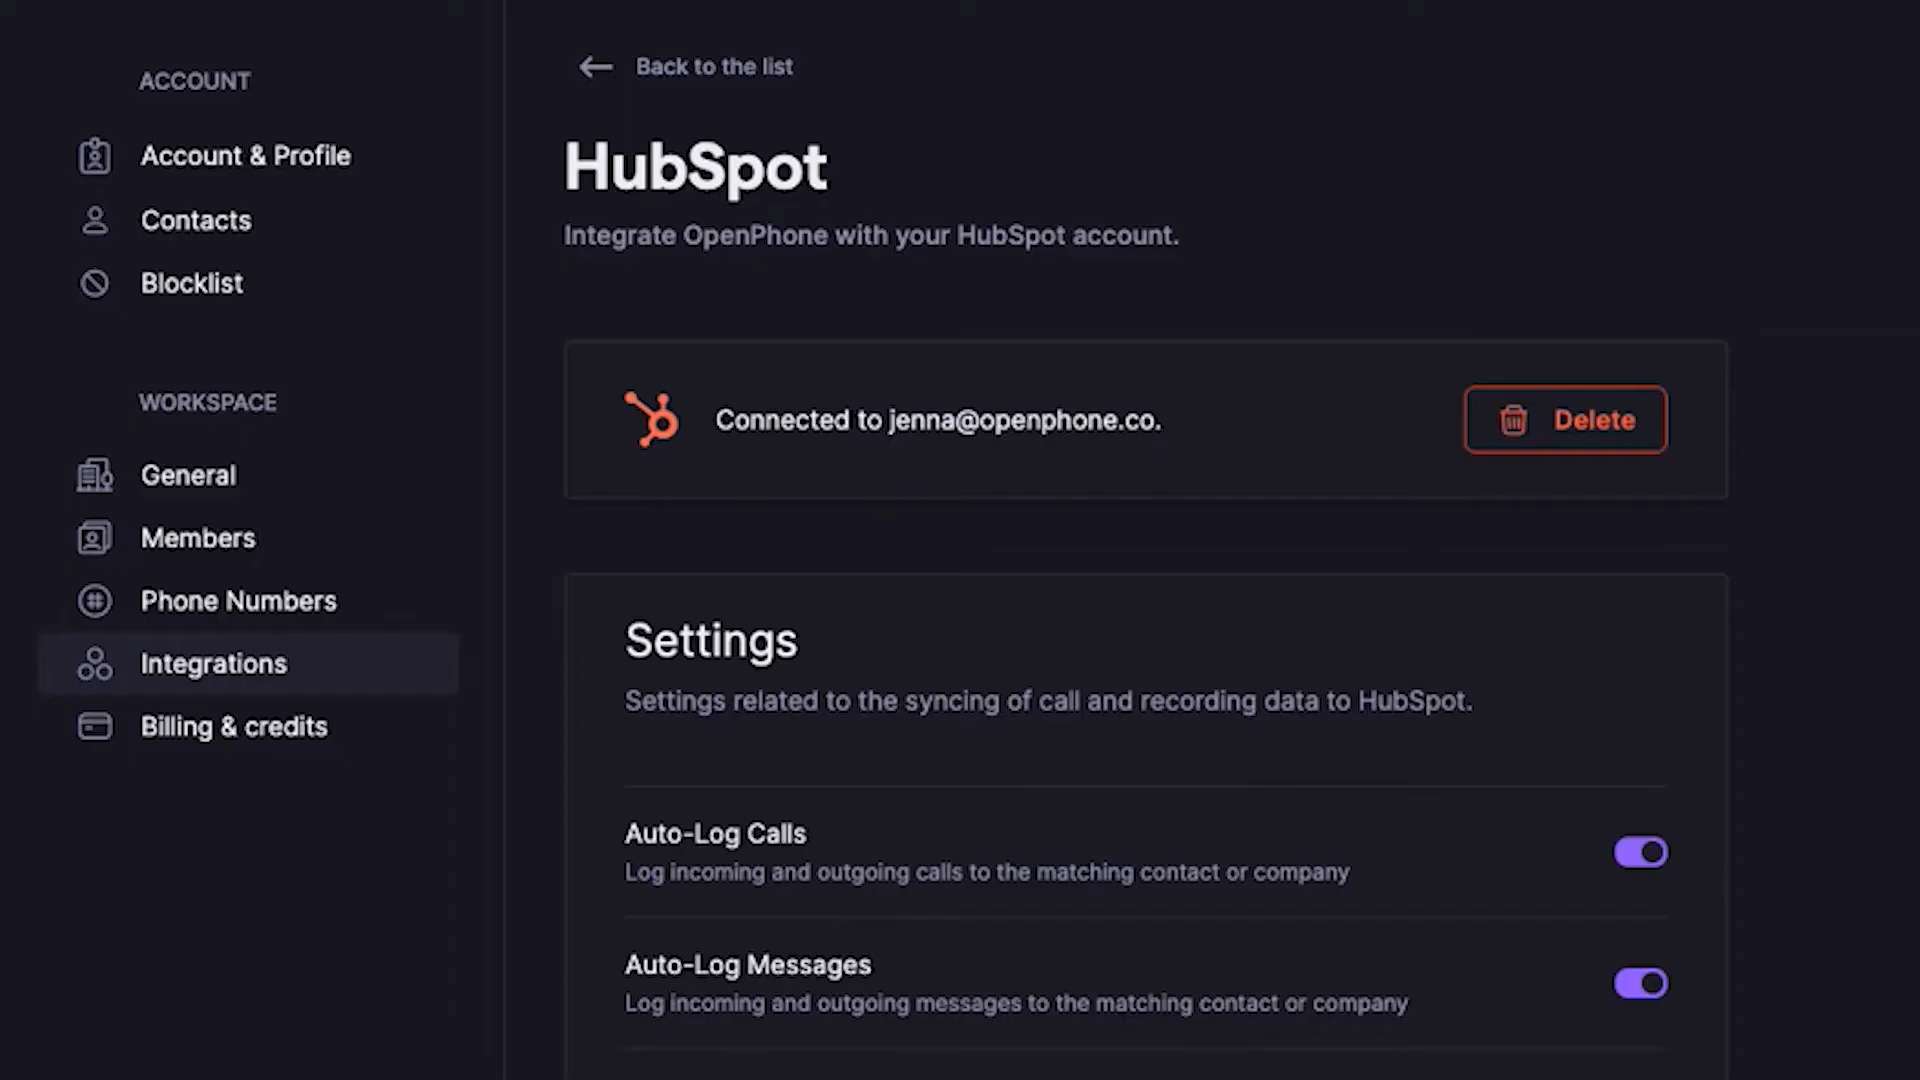 ACCOUNT
Account & Profile
Contacts
Blocklist
WORKSPACE
General
Members
Phone Numbers
Integrations
Billing & credits
Back to the list
HubSpot
Integrate OpenPhone with your HubSpot account.
Connected to jenna@openphone.co.
Delete
Settings
Settings related to the syncing of call and recording data to HubSpot.
Auto-Log Calls
Log incoming and outgoing calls to the matching contact or company
Auto-Log Messages
Log incoming and outgoing messages to the matching contact or company